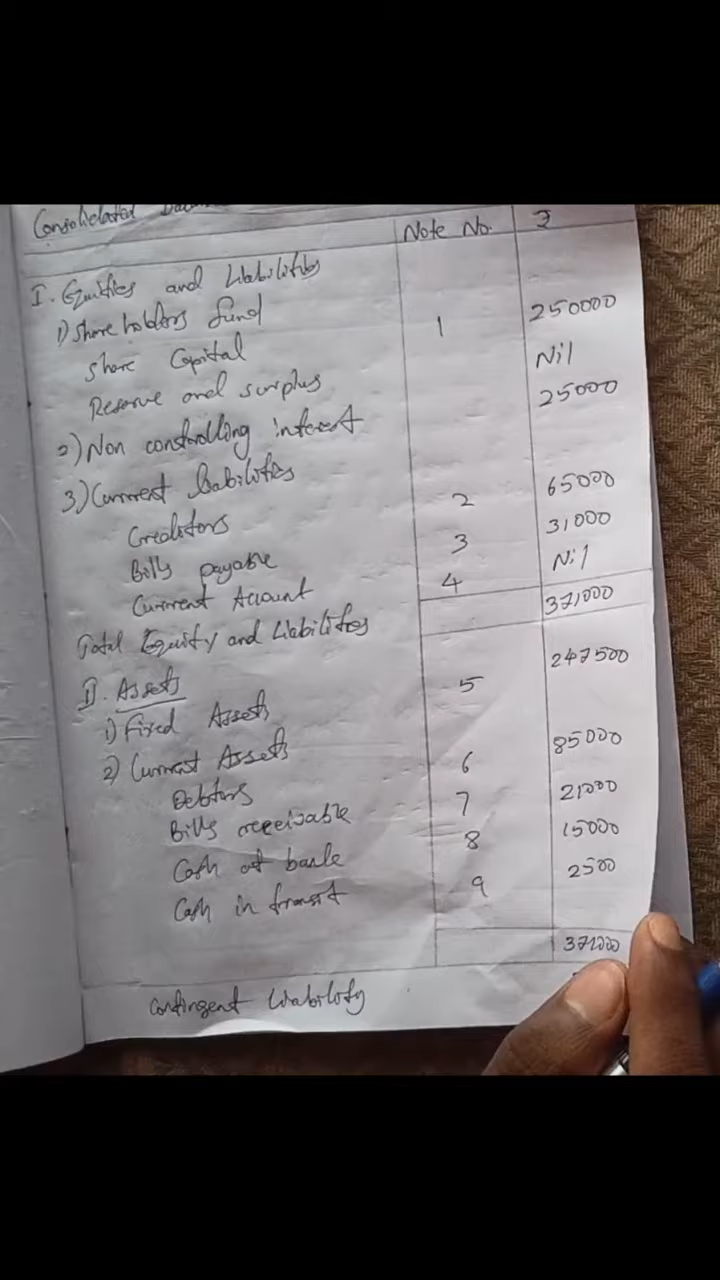 Consolidated
Note No. ₹
I. Equities and Liabilities
1) Share holders fund
Share Capital 1 250000
Reserve and surplus Nil
2) Non controlling interest 25000
3) Current liabilities
Creditors 2 65000
Bills payable 3 31000
Current Account 4 Nil
Total Equity and Liabilities 371000
II. Assets
1) Fixed Assets 5 247500
2) Current Assets
Debtors 6 85000
Bills receivable 7 21000
Cash at bank 8 15000
Cash in transit 9 2500
371000
Contingent Liability